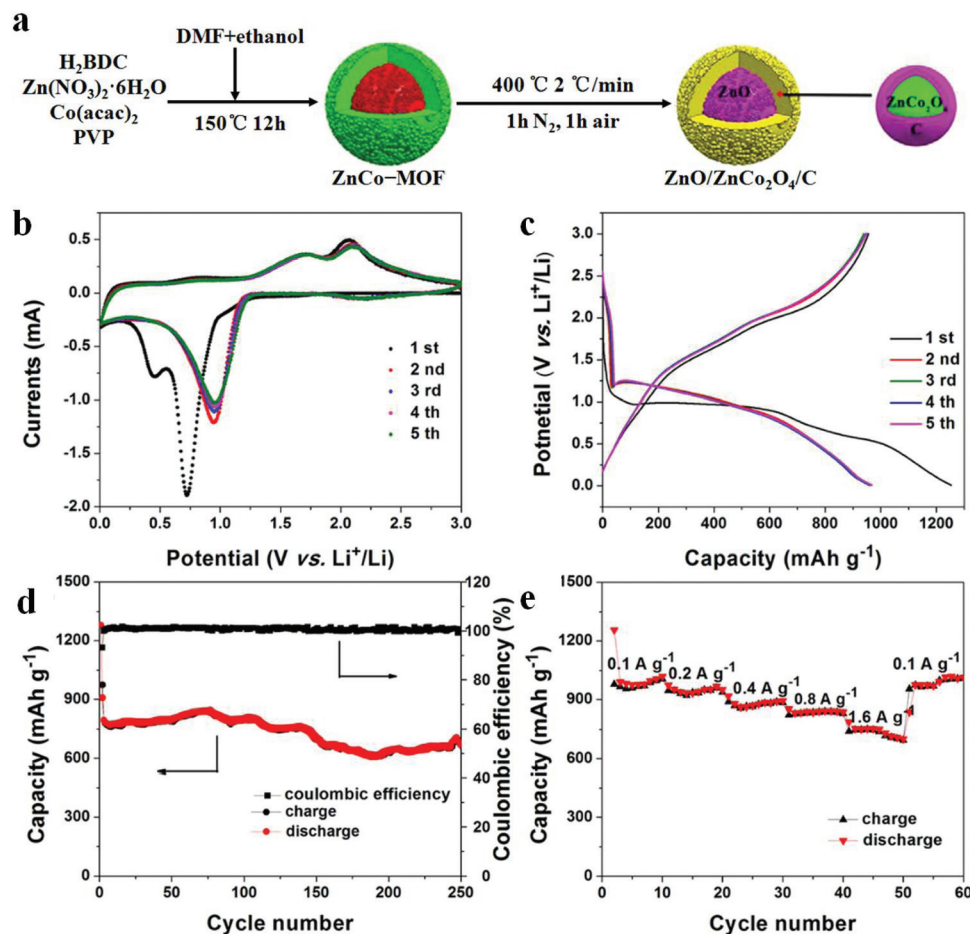 a
DMF+ethanol
H₂BDC
Zn(NO₃)₂·6H₂O
Co(acac)₂
PVP
150℃ 12h
ZnCo−MOF
400 ℃ 2 ℃/min
1h N₂, 1h air
ZnO
ZnO/ZnCo₂O₄/C
ZnCo₂O₄
C
b
Currents (mA)
0.5
0.0
-0.5
-1.0
-1.5
-2.0
1 st
2 nd
3 rd
4 th
5 th
0.0 0.5 1.0 1.5 2.0 2.5 3.0
Potential (V vs. Li⁺/Li)
c
Potnetial (V vs. Li⁺/Li)
3.0
2.5
2.0
1.5
1.0
0.5
0.0
1 st
2 nd
3 rd
4 th
5 th
0 200 400 600 800 1000 1200
Capacity (mAh g⁻¹)
d
Capacity (mAh g⁻¹)
1500
1200
900
600
300
0
coulombic efficiency
charge
discharge
120
100
80
60
40
20
0
Coulombic efficiency (%)
0 50 100 150 200 250
Cycle number
e
Capacity (mAh g⁻¹)
1500
1200
900
600
300
0
0.1 A g⁻¹
0.2 A g⁻¹
0.4 A g⁻¹
0.8 A g⁻¹
1.6 A g⁻¹
0.1 A g⁻¹
charge
discharge
0 10 20 30 40 50 60
Cycle number